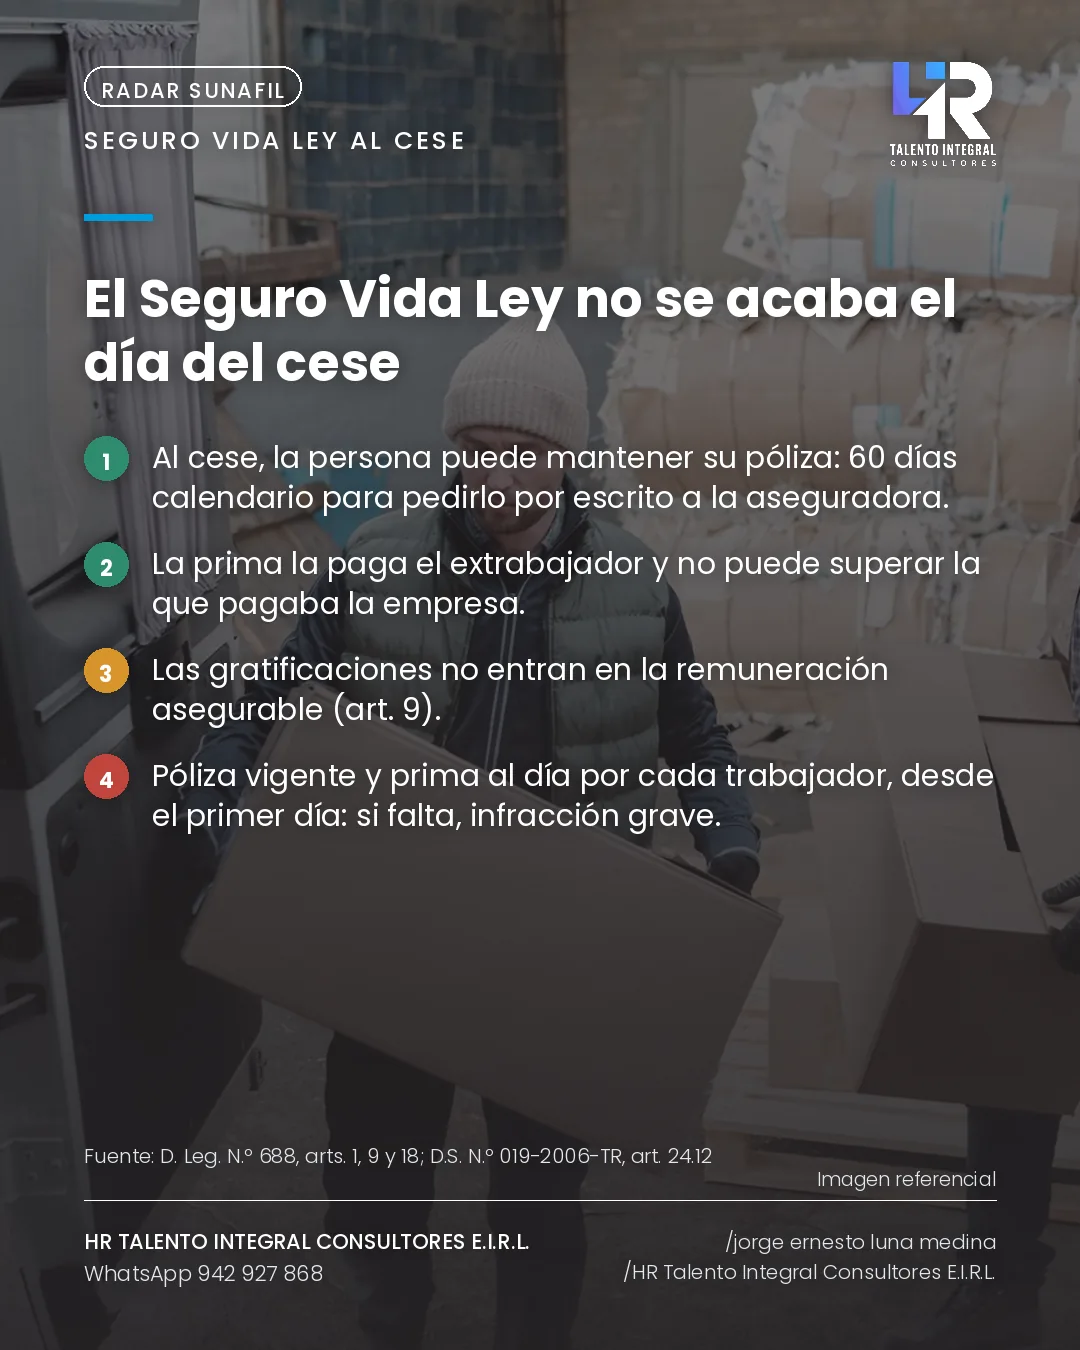 RADAR SUNAFIL
SEGURO VIDA LEY AL CESE
HR
TALENTO INTEGRAL
CONSULTORES
El Seguro Vida Ley no se acaba el
día del cese
1 Al cese, la persona puede mantener su póliza: 60 días
calendario para pedirlo por escrito a la aseguradora.
2 La prima la paga el extrabajador y no puede superar la
que pagaba la empresa.
3 Las gratificaciones no entran en la remuneración
asegurable (art. 9).
4 Póliza vigente y prima al día por cada trabajador, desde
el primer día: si falta, infracción grave.
Fuente: D. Leg. N.º 688, arts. 1, 9 y 18; D.S. N.º 019-2006-TR, art. 24.12
Imagen referencial
HR TALENTO INTEGRAL CONSULTORES E.I.R.L.
WhatsApp 942 927 868
/jorge ernesto luna medina
/HR Talento Integral Consultores E.I.R.L.